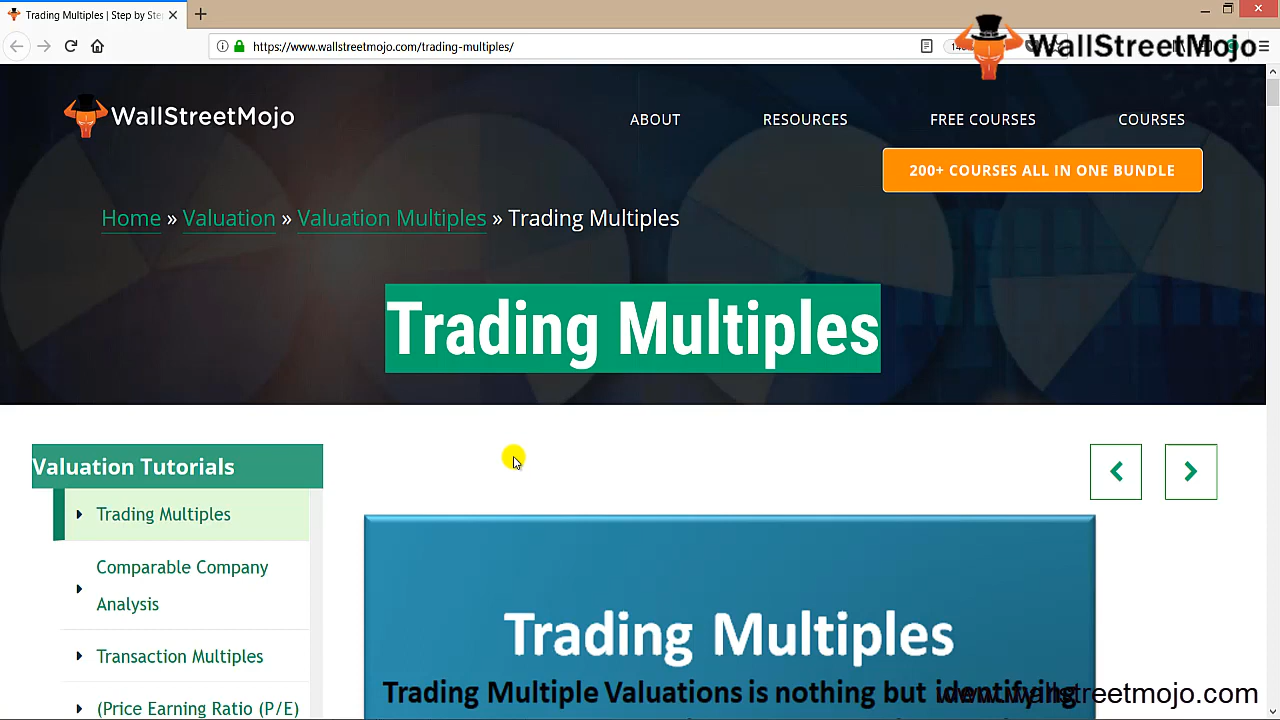 Trading Multiples | Step by Ste
https://www.wallstreetmojo.com/trading-multiples/
WallStreetMojo
WallStreetMojo
ABOUT
RESOURCES
FREE COURSES
COURSES
200+ COURSES ALL IN ONE BUNDLE
Home » Valuation » Valuation Multiples » Trading Multiples
Trading Multiples
Valuation Tutorials
Trading Multiples
Comparable Company
Analysis
Transaction Multiples
(Price Earning Ratio (P/E)
Trading Multiples
Trading Multiple Valuations is nothing but identifying
www.wallstreetmojo.com